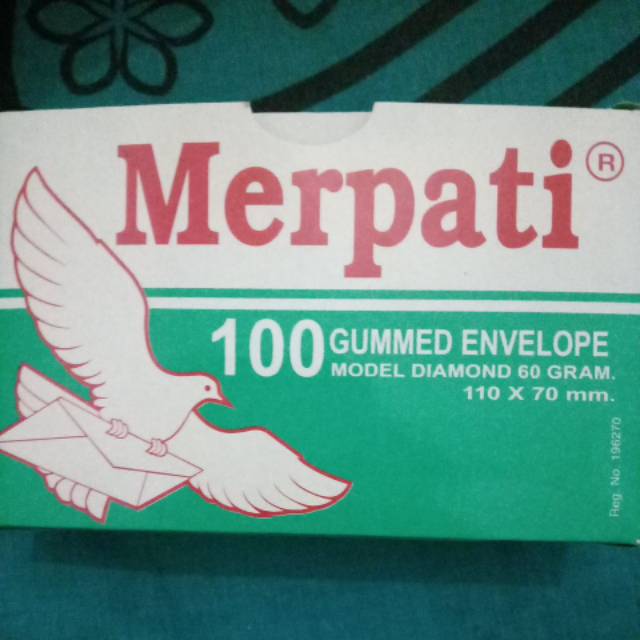 Merpati ®
100 GUMMED ENVELOPE
MODEL DIAMOND 60 GRAM.
110 X 70 mm.
Reg. No. 196270